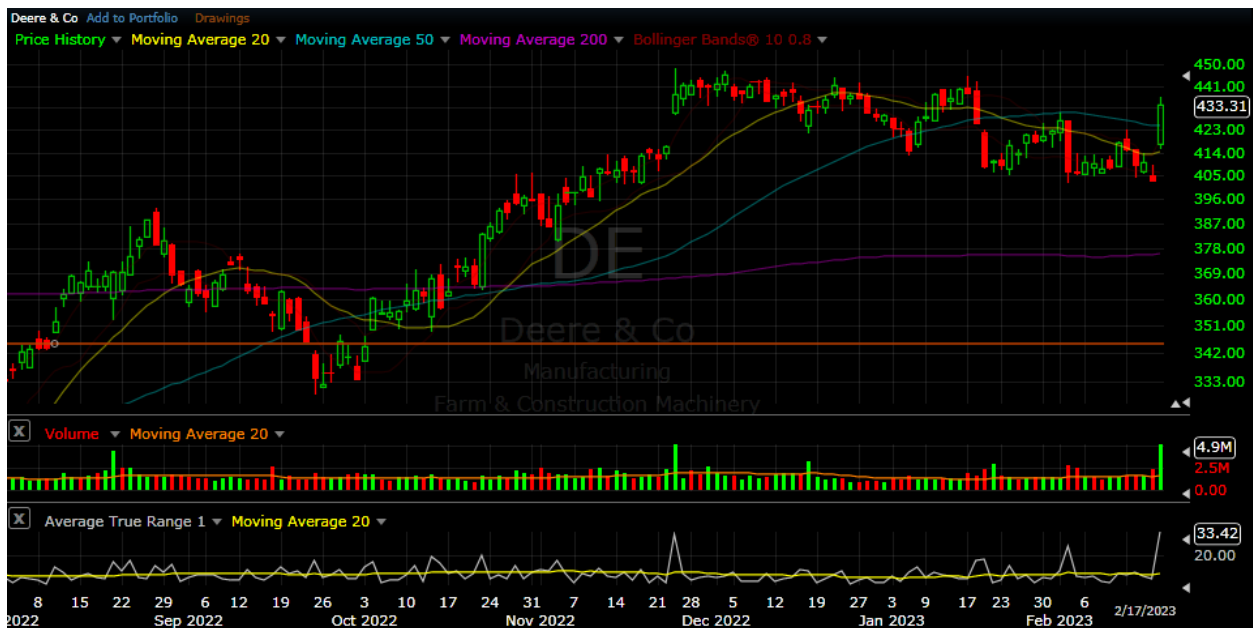 Deere & Co Add to Portfolio Drawings
Price History Moving Average 20 Moving Average 50 Moving Average 200 Bollinger Bands® 10 0.8
450.00
441.00
433.31
423.00
414.00
405.00
396.00
387.00
378.00
369.00
360.00
351.00
342.00
333.00
DE
Deere & Co
Manufacturing
Farm & Construction Machinery
X Volume Moving Average 20
4.9M
2.5M
0.00
X Average True Range 1 Moving Average 20
33.42
20.00
8 15 22 29 6 12 19 26 3 10 17 24 31 7 14 21 28 5 12 19 27 3 9 17 23 30 6 2/17/2023
2022 Sep 2022 Oct 2022 Nov 2022 Dec 2022 Jan 2023 Feb 2023